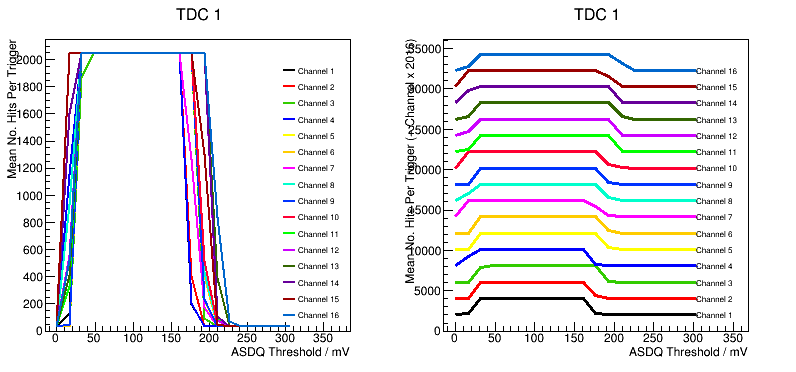 TDC 1
Mean No. Hits Per Trigger
2000
1800
1600
1400
1200
1000
800
600
400
200
0
0 50 100 150 200 250 300 350
ASDQ Threshold / mV
Channel 1
Channel 2
Channel 3
Channel 4
Channel 5
Channel 6
Channel 7
Channel 8
Channel 9
Channel 10
Channel 11
Channel 12
Channel 13
Channel 14
Channel 15
Channel 16
TDC 1
Mean No. Hits Per Trigger (+ Channel x 2016)
35000
30000
25000
20000
15000
10000
5000
0
0 50 100 150 200 250 300 350
ASDQ Threshold / mV
Channel 16
Channel 15
Channel 14
Channel 13
Channel 12
Channel 11
Channel 10
Channel 9
Channel 8
Channel 7
Channel 6
Channel 5
Channel 4
Channel 3
Channel 2
Channel 1